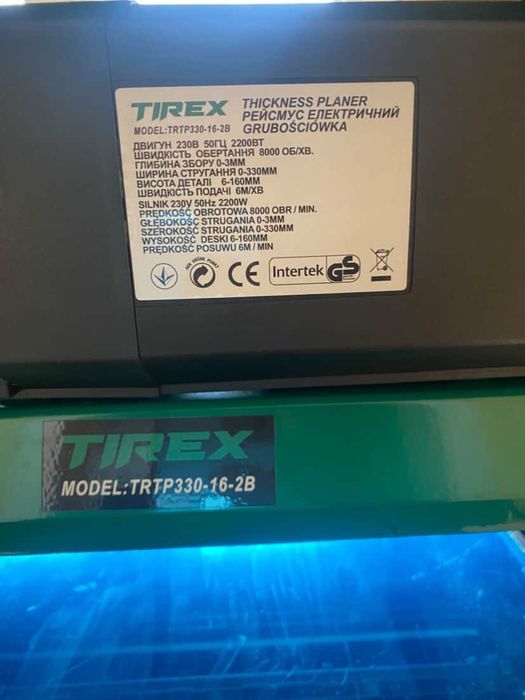 TIREX
THICKNESS PLANER
РЕЙСМУС ЕЛЕКТРИЧНИЙ
GRUBOŚCIÓWKA
MODEL:TRTP330-16-2B
ДВИГУН 230В 50ГЦ 2200ВТ
ШВИДКІСТЬ ОБЕРТАННЯ 8000 ОБ/ХВ.
ГЛИБИНА ЗБОРУ 0-3ММ
ШИРИНА СТРУГАННЯ 0-330ММ
ВИСОТА ДЕТАЛІ 6-160ММ
ШВИДКІСТЬ ПОДАЧІ 6М/ХВ
SILNIK 230V 50Hz 2200W
PRĘDKOŚĆ OBROTOWA 8000 OBR / MIN.
GŁĘBOKOŚĆ STRUGANIA 0-3MM
SZEROKOŚĆ STRUGANIA 0-330MM
WYSOKOŚĆ DESKI 6-160MM
PRĘDKOŚĆ POSUWU 6M / MIN
DER GRÜNE PUNKT
CE
Intertek GS
TIREX
MODEL:TRTP330-16-2B